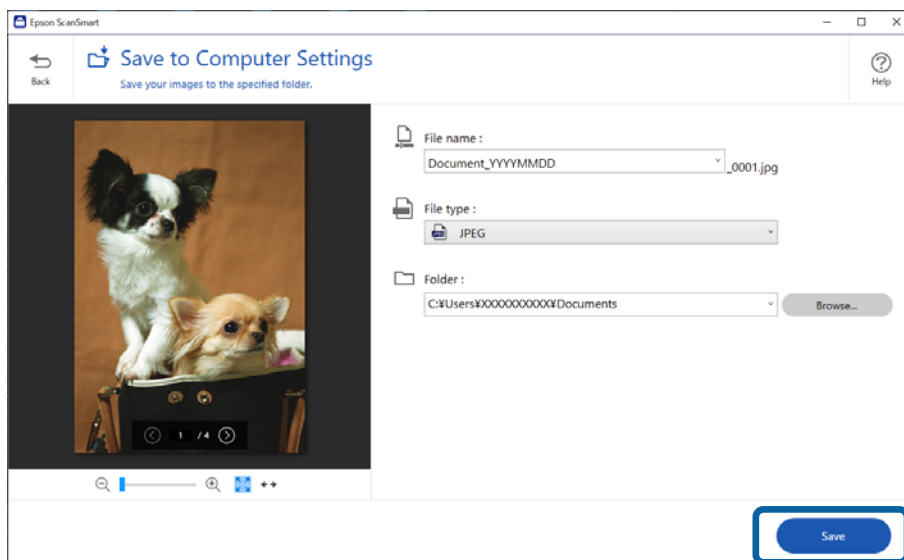 Epson ScanSmart
Back
Save to Computer Settings
Save your images to the specified folder.
Help
File name :
Document_YYYYMMDD
_0001.jpg
File type :
JPEG
Folder :
C:¥Users¥XXXXXXXXXX¥Documents
Browse...
1 / 4
Save